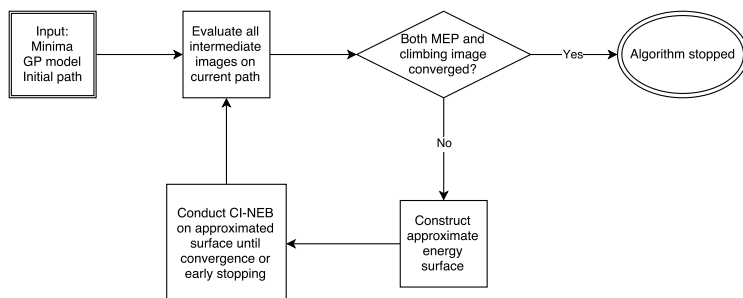 Input:
Minima
GP model
Initial path
Evaluate all
intermediate
images on
current path
Both MEP and
climbing image
converged?
Yes
Algorithm stopped
No
Construct
approximate
energy
surface
Conduct CI-NEB
on approximated
surface until
convergence or
early stopping